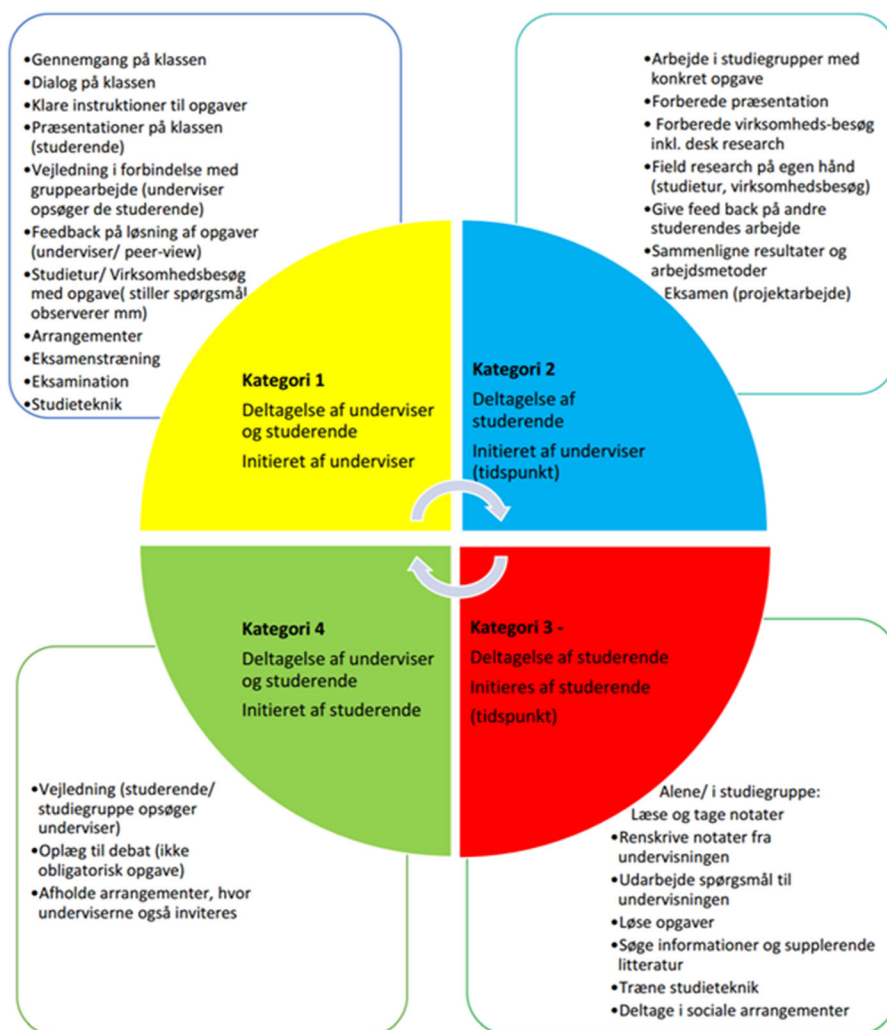 •Gennemgang på klassen
•Dialog på klassen
•Klare instruktioner til opgaver
•Præsentationer på klassen
(studerende)
•Vejledning i forbindelse med
gruppearbejde (underviser
opsøger de studerende)
•Feedback på løsning af opgaver
(underviser/ peer-view)
•Studietur/ Virksomhedsbesøg
med opgave( stiller spørgsmål
observerer mm)
•Arrangementer
•Eksamenstræning
•Eksamination
•Studieteknik
•Arbejde i studiegrupper med
konkret opgave
•Forberede præsentation
• Forberede virksomheds-besøg
inkl. desk research
•Field research på egen hånd
(studietur, virksomhedsbesøg)
•Give feed back på andre
studerendes arbejde
•Sammenligne resultater og
arbejdsmetoder
Eksamen (projektarbejde)
Kategori 1
Deltagelse af underviser
og studerende
Initieret af underviser
Kategori 2
Deltagelse af
studerende
Initieret af underviser
(tidspunkt)
Kategori 4
Deltagelse af underviser
og studerende
Initieret af studerende
Kategori 3 -
Deltagelse af studerende
Initieres af studerende
(tidspunkt)
•Vejledning (studerende/
studiegruppe opsøger
underviser)
•Oplæg til debat (ikke
obligatorisk opgave)
•Afholde arrangementer, hvor
underviserne også inviteres
Alene/ i studiegruppe:
Læse og tage notater
•Renskrive notater fra
undervisningen
•Udarbejde spørgsmål til
undervisningen
•Løse opgaver
•Søge informationer og supplerende
litteratur
•Træne studieteknik
•Deltage i sociale arrangementer